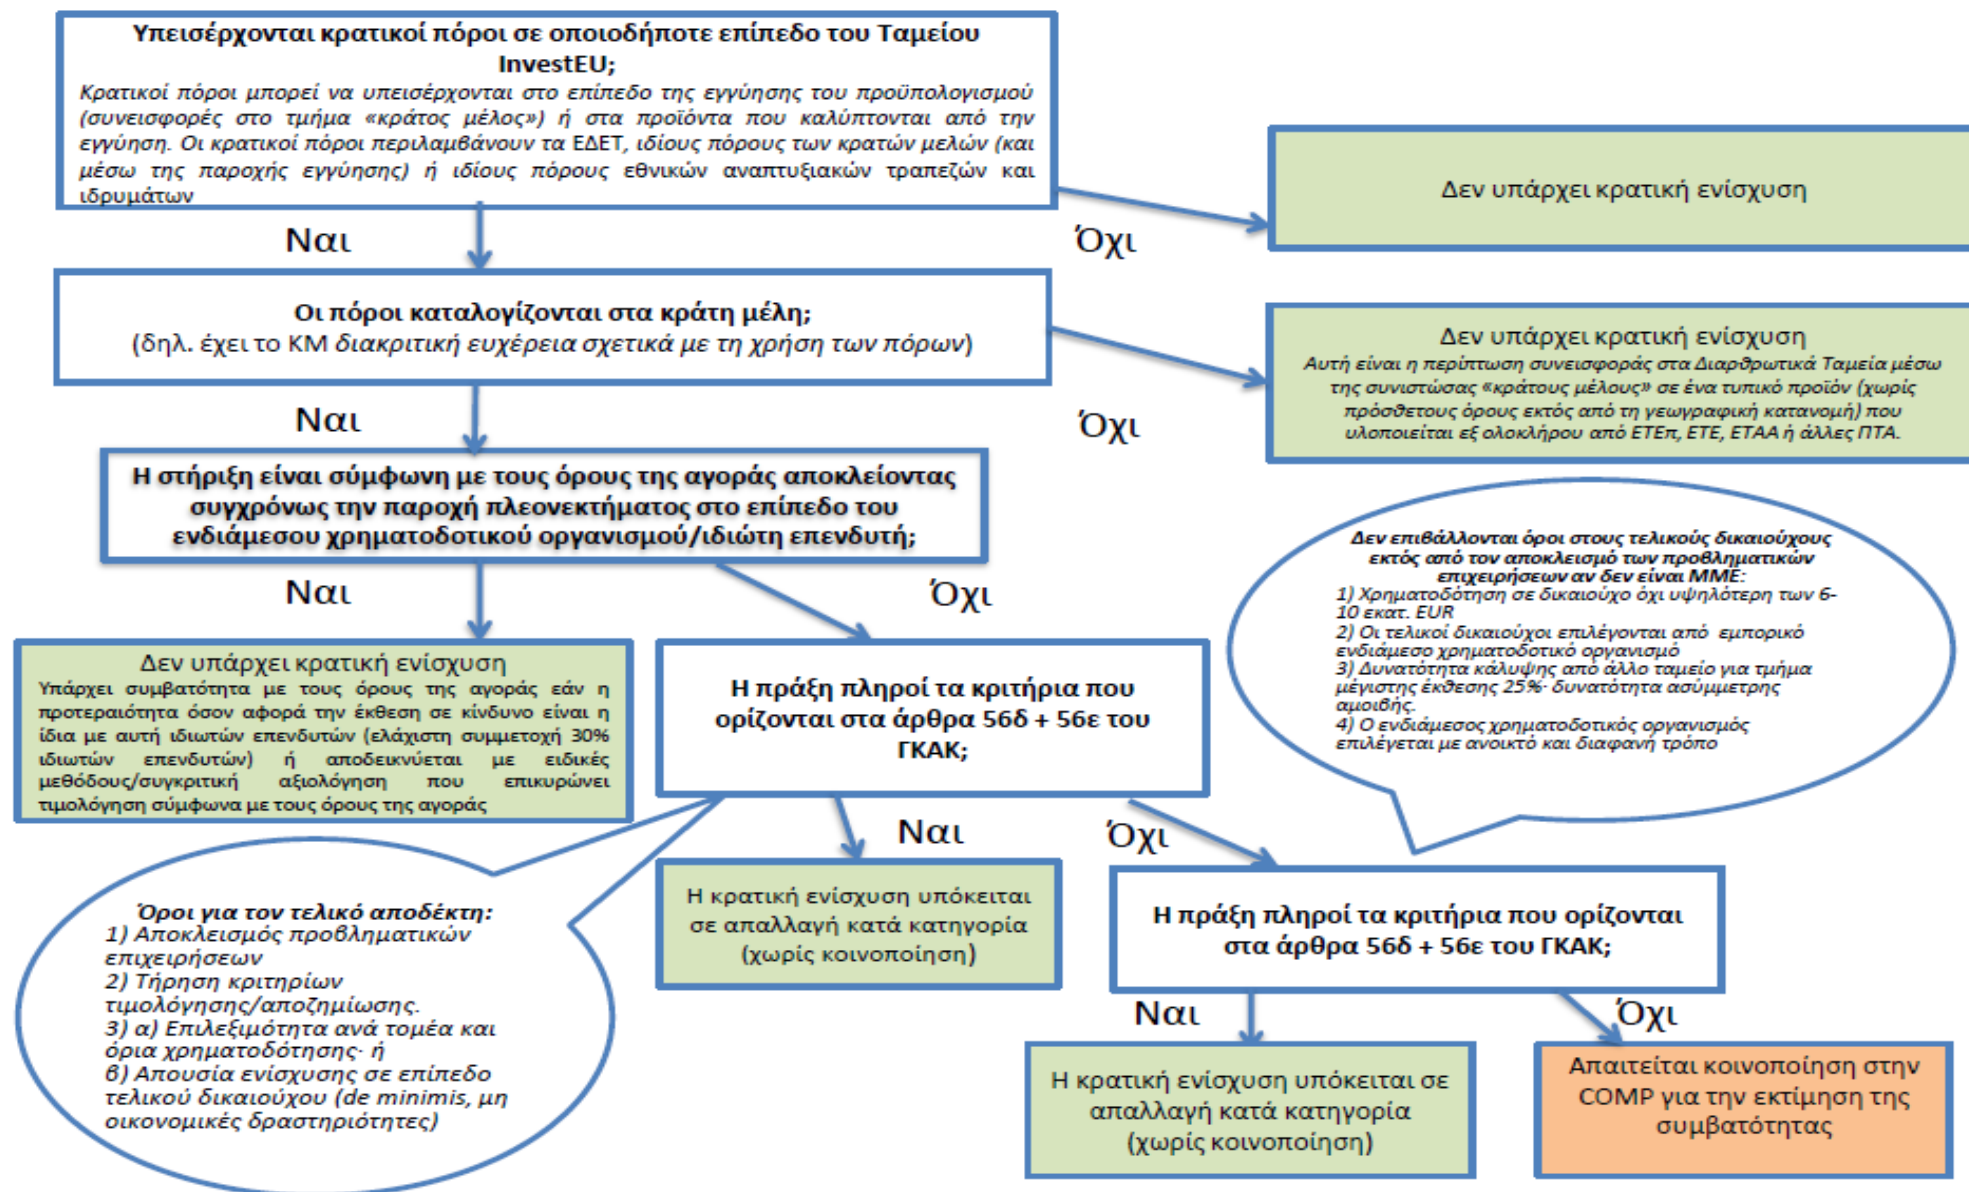 Υπεισέρχονται κρατικοί πόροι σε οποιοδήποτε επίπεδο του Ταμείου
InvestEU;
Κρατικοί πόροι μπορεί να υπεισέρχονται στο επίπεδο της εγγύησης του προϋπολογισμού
(συνεισφορές στο τμήμα «κράτος μέλος») ή στα προϊόντα που καλύπτονται από την
εγγύηση. Οι κρατικοί πόροι περιλαμβάνουν τα ΕΔΕΤ, ιδίους πόρους των κρατών μελών (και
μέσω της παροχής εγγύησης) ή ιδίους πόρους εθνικών αναπτυξιακών τραπεζών και
ιδρυμάτων
Δεν υπάρχει κρατική ενίσχυση
Ναι
Όχι
Οι πόροι καταλογίζονται στα κράτη μέλη;
(δηλ. έχει το ΚΜ διακριτική ευχέρεια σχετικά με τη χρήση των πόρων)
Δεν υπάρχει κρατική ενίσχυση
Αυτή είναι η περίπτωση συνεισφοράς στα Διαρθρωτικά Ταμεία μέσω
της συνιστώσας «κράτους μέλους» σε ένα τυπικό προϊόν (χωρίς
πρόσθετους όρους εκτός από τη γεωγραφική κατανομή) που
υλοποιείται εξ ολοκλήρου από ΕΤΕπ, ΕΤΕ, ΕΤΑΑ ή άλλες ΠΤΑ.
Ναι
Όχι
Η στήριξη είναι σύμφωνη με τους όρους της αγοράς αποκλείοντας
συγχρόνως την παροχή πλεονεκτήματος στο επίπεδο του
ενδιάμεσου χρηματοδοτικού οργανισμού/ιδιώτη επενδυτή;
Ναι
Όχι
Δεν επιβάλλονται όροι στους τελικούς δικαιούχους
εκτός από τον αποκλεισμό των προβληματικών
επιχειρήσεων αν δεν είναι ΜΜΕ:
1) Χρηματοδότηση σε δικαιούχο όχι υψηλότερη των 6-
10 εκατ. EUR
2) Οι τελικοί δικαιούχοι επιλέγονται από εμπορικό
ενδιάμεσο χρηματοδοτικό οργανισμό
3) Δυνατότητα κάλυψης από άλλο ταμείο για τμήμα
μέγιστης έκθεσης 25%· δυνατότητα ασύμμετρης
αμοιβής.
4) Ο ενδιάμεσος χρηματοδοτικός οργανισμός
επιλέγεται με ανοικτό και διαφανή τρόπο
Δεν υπάρχει κρατική ενίσχυση
Υπάρχει συμβατότητα με τους όρους της αγοράς εάν η
προτεραιότητα όσον αφορά την έκθεση σε κίνδυνο είναι η
ίδια με αυτή ιδιωτών επενδυτών (ελάχιστη συμμετοχή 30%
ιδιωτών επενδυτών) ή αποδεικνύεται με ειδικές
μεθόδους/συγκριτική αξιολόγηση που επικυρώνει
τιμολόγηση σύμφωνα με τους όρους της αγοράς
Η πράξη πληροί τα κριτήρια που
ορίζονται στα άρθρα 56δ + 56ε του
ΓΚΑΚ;
Ναι
Όχι
Όροι για τον τελικό αποδέκτη:
1) Αποκλεισμός προβληματικών
επιχειρήσεων
2) Τήρηση κριτηρίων
τιμολόγησης/αποζημίωσης.
3) α) Επιλεξιμότητα ανά τομέα και
όρια χρηματοδότησης· ή
β) Απουσία ενίσχυσης σε επίπεδο
τελικού δικαιούχου (de minimis, μη
οικονομικές δραστηριότητες)
Η κρατική ενίσχυση υπόκειται
σε απαλλαγή κατά κατηγορία
(χωρίς κοινοποίηση)
Η πράξη πληροί τα κριτήρια που ορίζονται
στα άρθρα 56δ + 56ε του ΓΚΑΚ;
Ναι
Όχι
Η κρατική ενίσχυση υπόκειται σε
απαλλαγή κατά κατηγορία
(χωρίς κοινοποίηση)
Απαιτείται κοινοποίηση στην
COMP για την εκτίμηση της
συμβατότητας